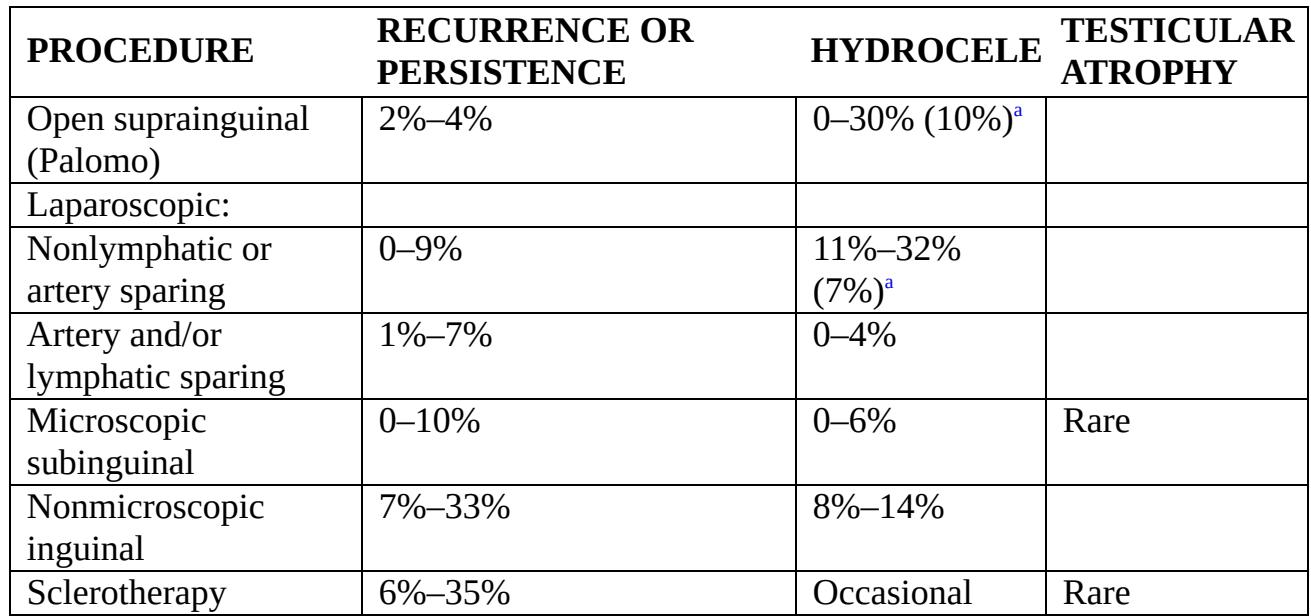 PROCEDURE RECURRENCE OR PERSISTENCE HYDROCELE TESTICULAR ATROPHY
Open suprainguinal (Palomo) 2%–4% 0–30% (10%)a
Laparoscopic:
Nonlymphatic or artery sparing 0–9% 11%–32% (7%)a
Artery and/or lymphatic sparing 1%–7% 0–4%
Microscopic subinguinal 0–10% 0–6% Rare
Nonmicroscopic inguinal 7%–33% 8%–14%
Sclerotherapy 6%–35% Occasional Rare